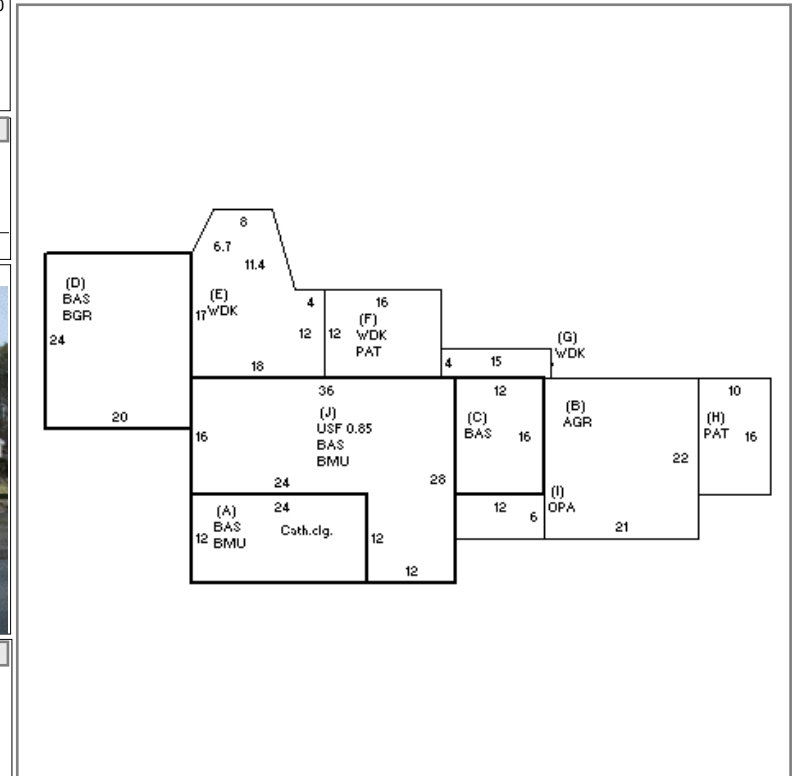 8
6.7
11.4
(D)
BAS
BGR
24
20
(E)
WDK
17
4
12
18
16
(F)
12
WDK
PAT
(G)
WDK
4
15
36
(J)
USF 0.85
BAS
BMU
16
28
24
12
(C)
BAS
16
(B)
AGR
22
21
10
(H)
PAT
16
(A)
BAS
BMU
24
Cath.clg.
12
12
12
12
6
(I)
OPA